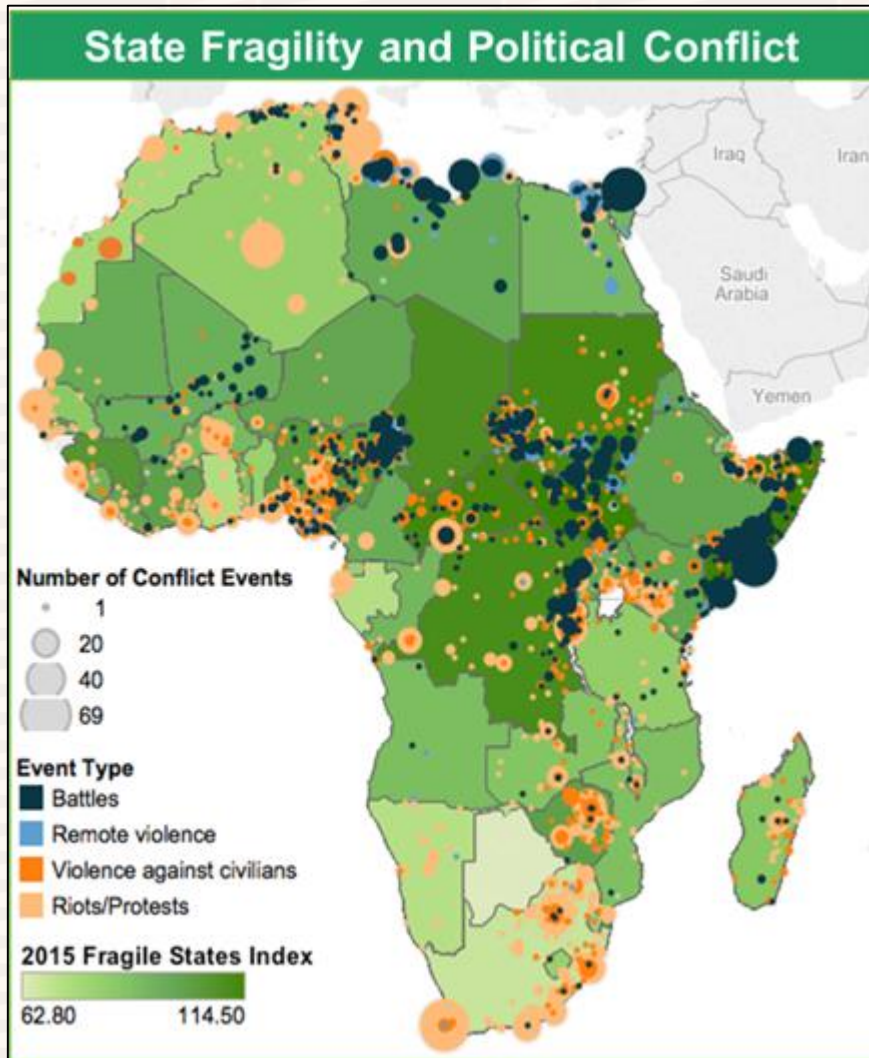 State Fragility and Political Conflict
Iraq
Iran
Saudi
Arabia
Yemen
Number of Conflict Events
1
20
40
69
Event Type
Battles
Remote violence
Violence against civilians
Riots/Protests
2015 Fragile States Index
62.80 114.50